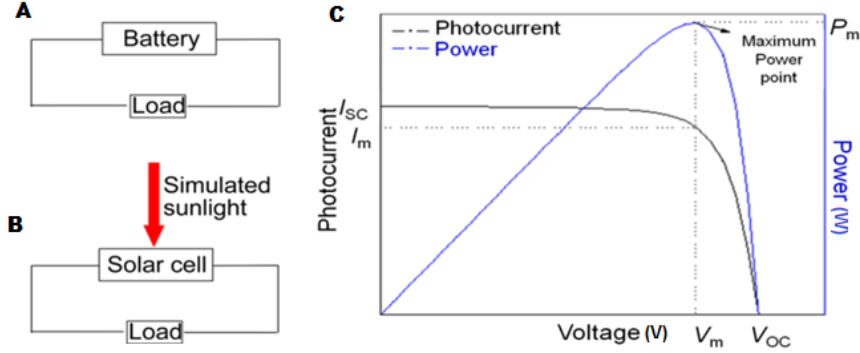 A
Battery
Load
Simulated
sunlight
B
Solar cell
Load
C
Photocurrent
Power
Maximum
Power
point
Pm
ISC
Im
Photocurrent
Power (W)
Voltage (V)
Vm
VOC